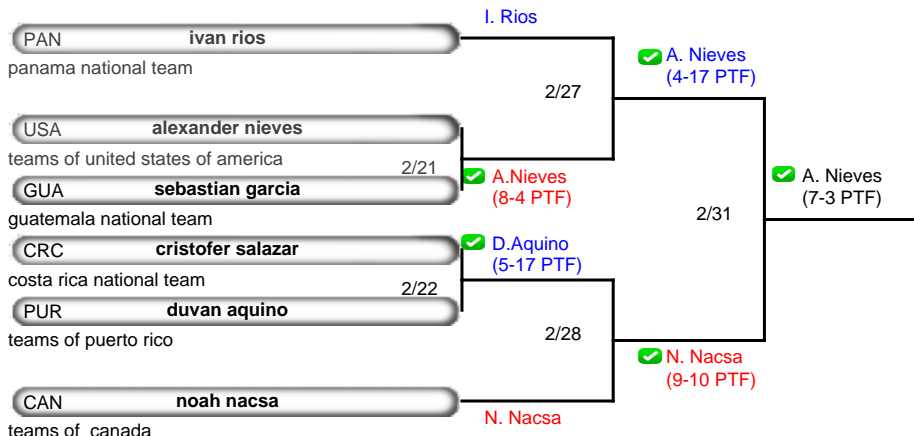 I. Rios
PAN ivan rios
panama national team
A. Nieves
(4-17 PTF)
2/27
USA alexander nieves
teams of united states of america
2/21
A.Nieves
(8-4 PTF)
A. Nieves
(7-3 PTF)
GUA sebastian garcia
guatemala national team
2/31
CRC cristofer salazar
costa rica national team
D.Aquino
(5-17 PTF)
2/22
PUR duvan aquino
teams of puerto rico
2/28
N. Nacsa
(9-10 PTF)
CAN noah nacsa
N. Nacsa
teams of canada